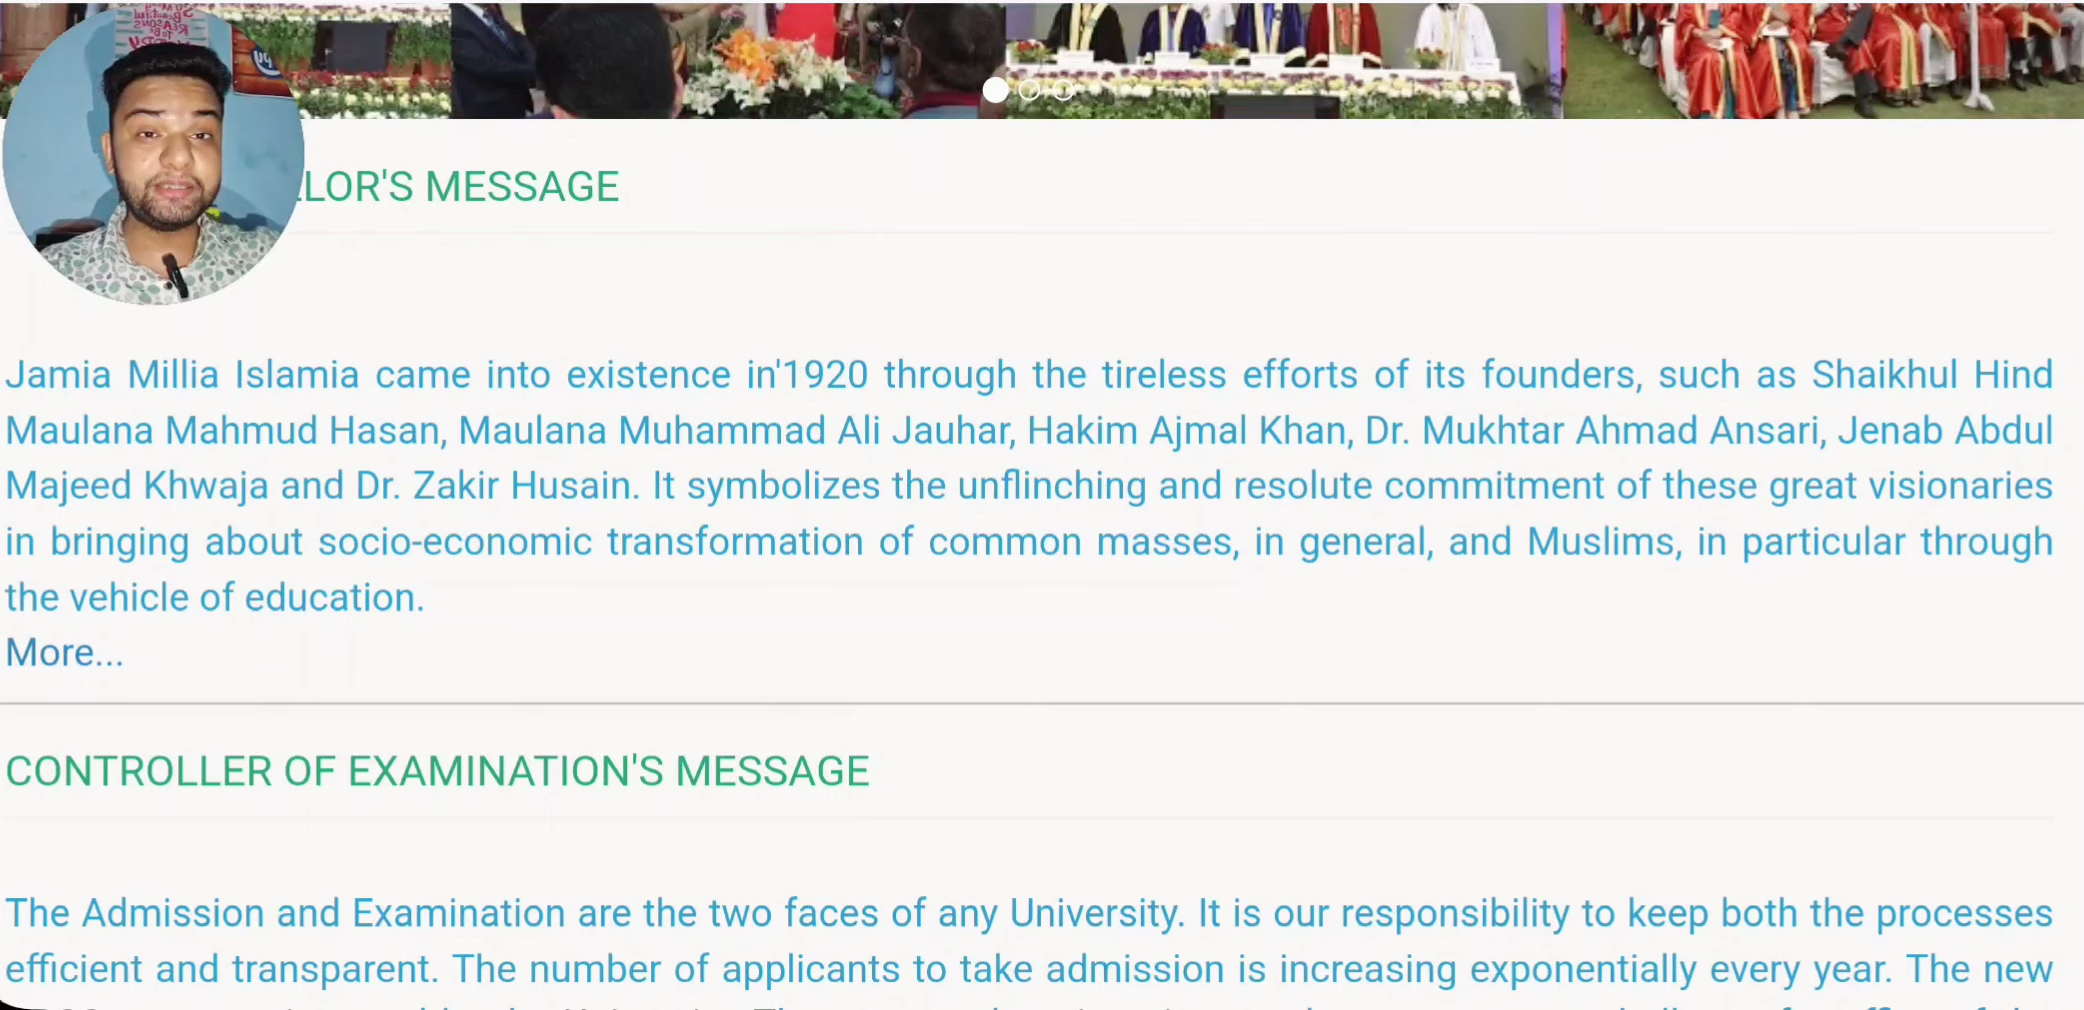 LOR'S MESSAGE
Jamia Millia Islamia came into existence in'1920 through the tireless efforts of its founders, such as Shaikhul Hind
Maulana Mahmud Hasan, Maulana Muhammad Ali Jauhar, Hakim Ajmal Khan, Dr. Mukhtar Ahmad Ansari, Jenab Abdul
Majeed Khwaja and Dr. Zakir Husain. It symbolizes the unflinching and resolute commitment of these great visionaries
in bringing about socio-economic transformation of common masses, in general, and Muslims, in particular through
the vehicle of education.
More...
CONTROLLER OF EXAMINATION'S MESSAGE
The Admission and Examination are the two faces of any University. It is our responsibility to keep both the processes
efficient and transparent. The number of applicants to take admission is increasing exponentially every year. The new